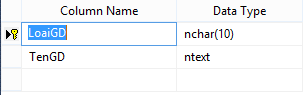 Column Name Data Type
LoaiGD nchar(10)
TenGD ntext